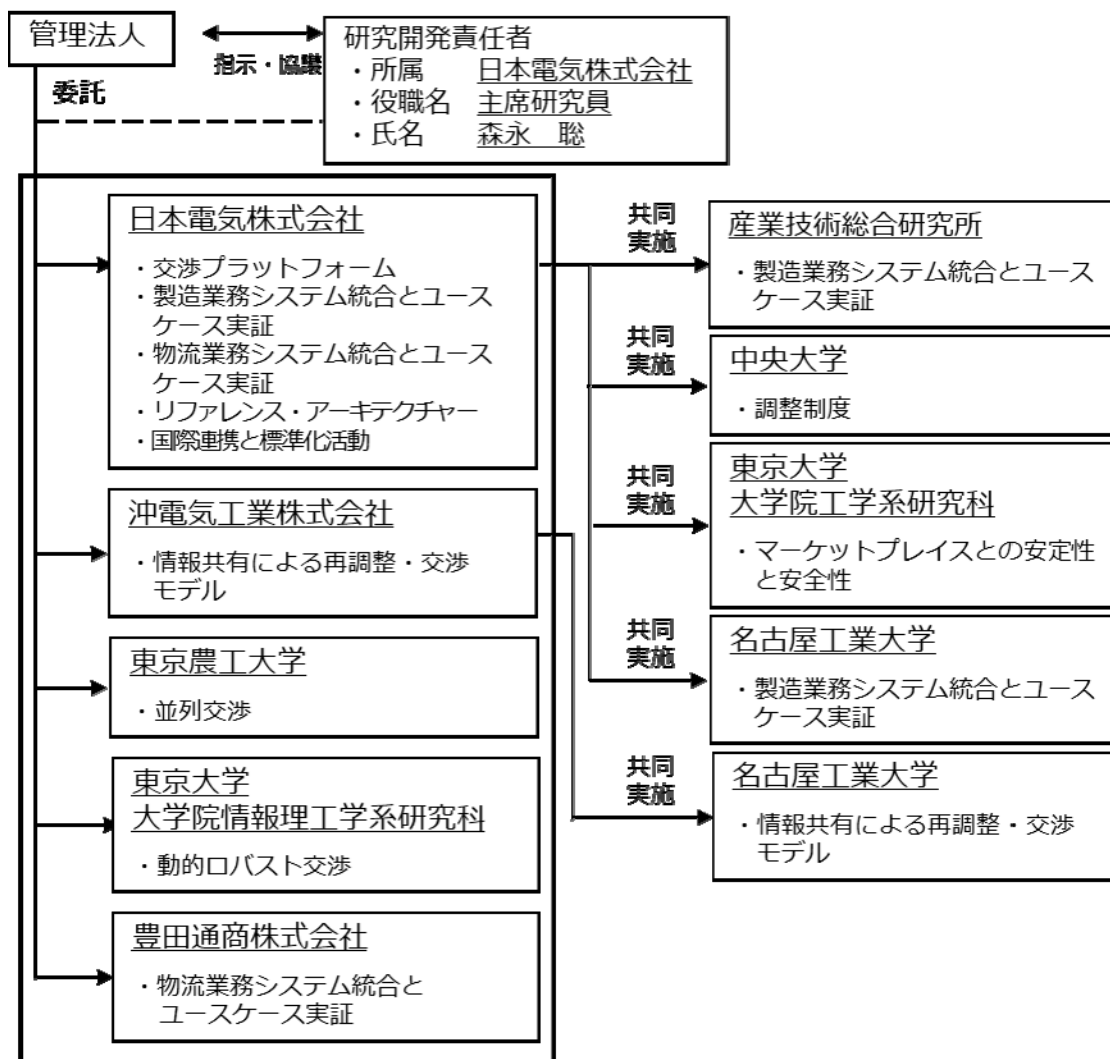 管理法人
指示・協議
委託
研究開発責任者
・所属　日本電気株式会社
・役職名　主席研究員
・氏名　森永　聡
日本電気株式会社
・交渉プラットフォーム
・製造業務システム統合とユース
ケース実証
・物流業務システム統合とユース
ケース実証
・リファレンス・アーキテクチャー
・国際連携と標準化活動
沖電気工業株式会社
・情報共有による再調整・交渉
モデル
東京農工大学
・並列交渉
東京大学
大学院情報理工学系研究科
・動的ロバスト交渉
豊田通商株式会社
・物流業務システム統合と
ユースケース実証
共同
実施
産業技術総合研究所
・製造業務システム統合とユース
ケース実証
共同
実施
中央大学
・調整制度
共同
実施
東京大学
大学院工学系研究科
・マーケットプレイスとの安定性
と安全性
共同
実施
名古屋工業大学
・製造業務システム統合とユース
ケース実証
共同
実施
名古屋工業大学
・情報共有による再調整・交渉
モデル